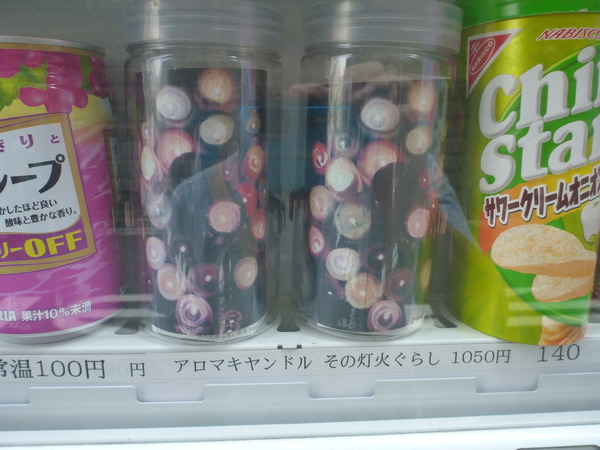 きりと
レープ
かしたほど良い
酸味と豊かな香り。
リーOFF
RIA 果汁10%未満
NABISCO
NABISCO
Chi
Star
サワークリームオニオ
常温100円 円 アロマキャンドル その灯火ぐらし 1050円 140